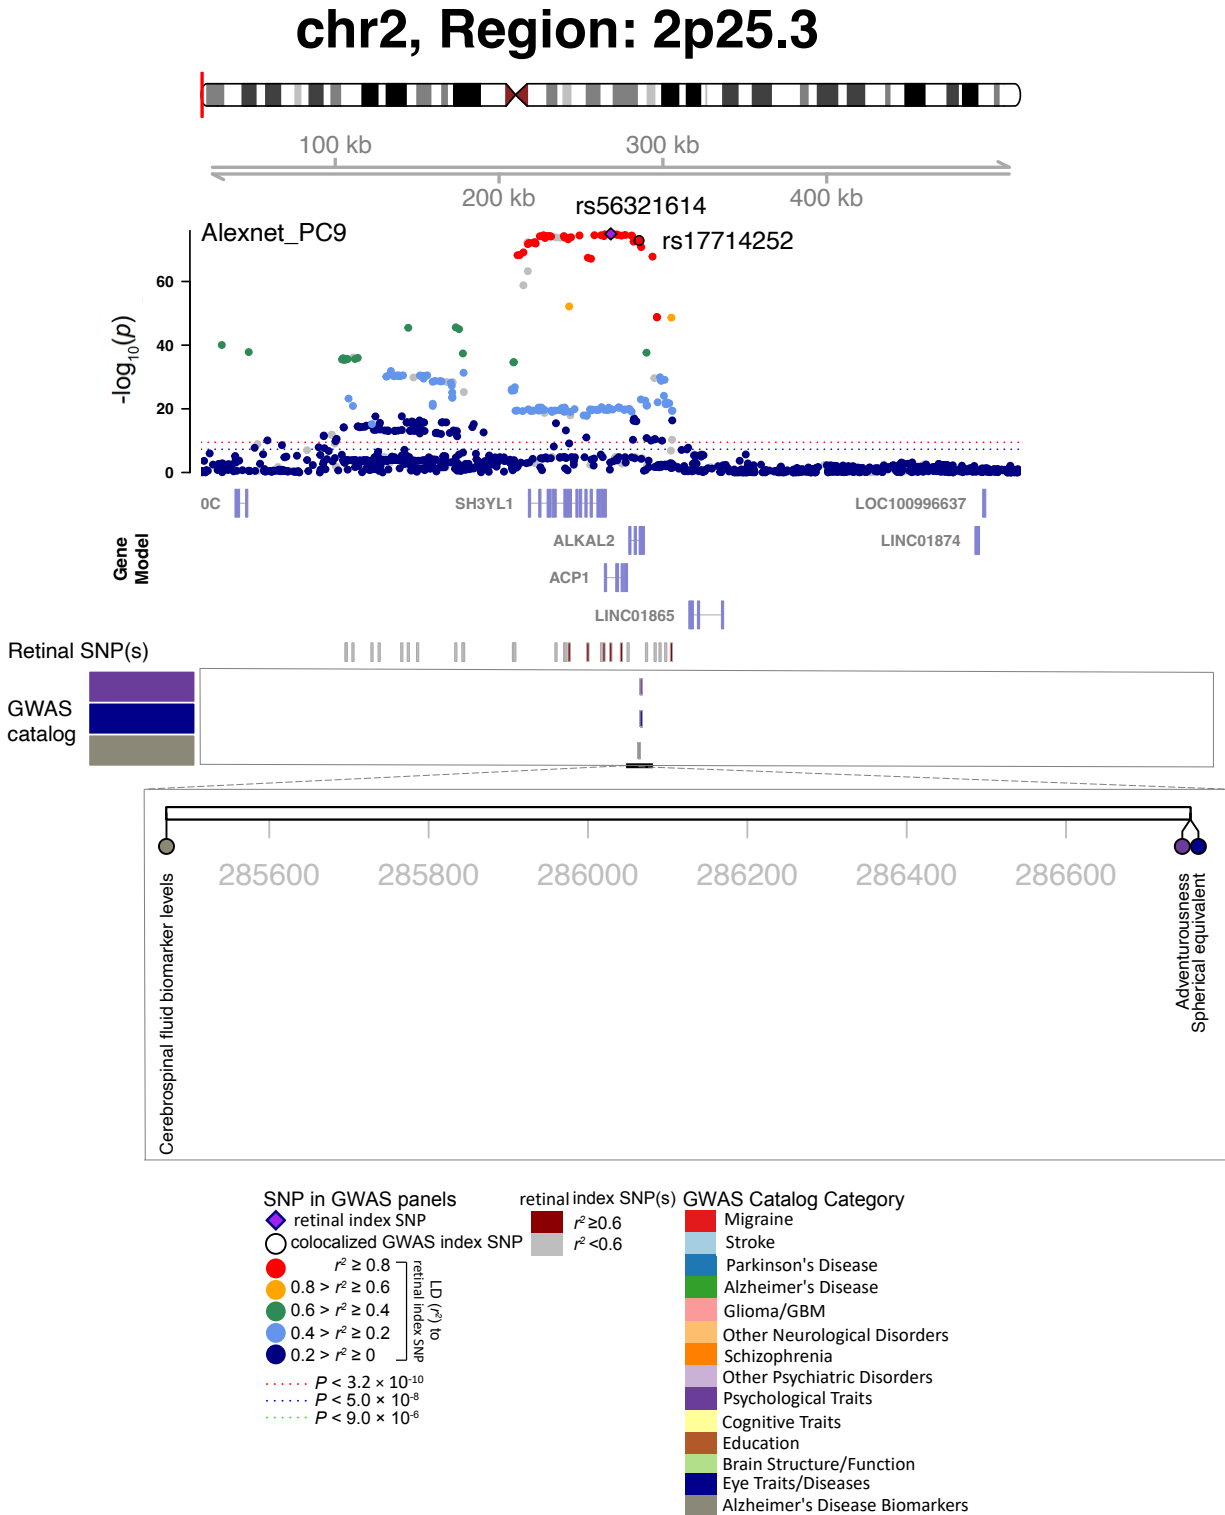 chr2, Region: 2p25.3
100 kb
300 kb
200 kb
400 kb
rs56321614
Alexnet_PC9
rs17714252
-log10(p)
60
40
20
0
0C
SH3YL1
LOC100996637
ALKAL2
LINC01874
Gene
Model
ACP1
LINC01865
Retinal SNP(s)
GWAS
catalog
285600
285800
286000
286200
286400
286600
Cerebrospinal fluid biomarker levels
Adventurousness
Spherical equivalent
SNP in GWAS panels
retinal index SNP
colocalized GWAS index SNP
r² ≥ 0.8
0.8 > r² ≥ 0.6
0.6 > r² ≥ 0.4
0.4 > r² ≥ 0.2
0.2 > r² ≥ 0
LD (r²) to
retinal index SNP
P < 3.2 × 10⁻¹⁰
P < 5.0 × 10⁻⁸
P < 9.0 × 10⁻⁶
retinal index SNP(s)
r² ≥0.6
r² <0.6
GWAS Catalog Category
Migraine
Stroke
Parkinson's Disease
Alzheimer's Disease
Glioma/GBM
Other Neurological Disorders
Schizophrenia
Other Psychiatric Disorders
Psychological Traits
Cognitive Traits
Education
Brain Structure/Function
Eye Traits/Diseases
Alzheimer's Disease Biomarkers